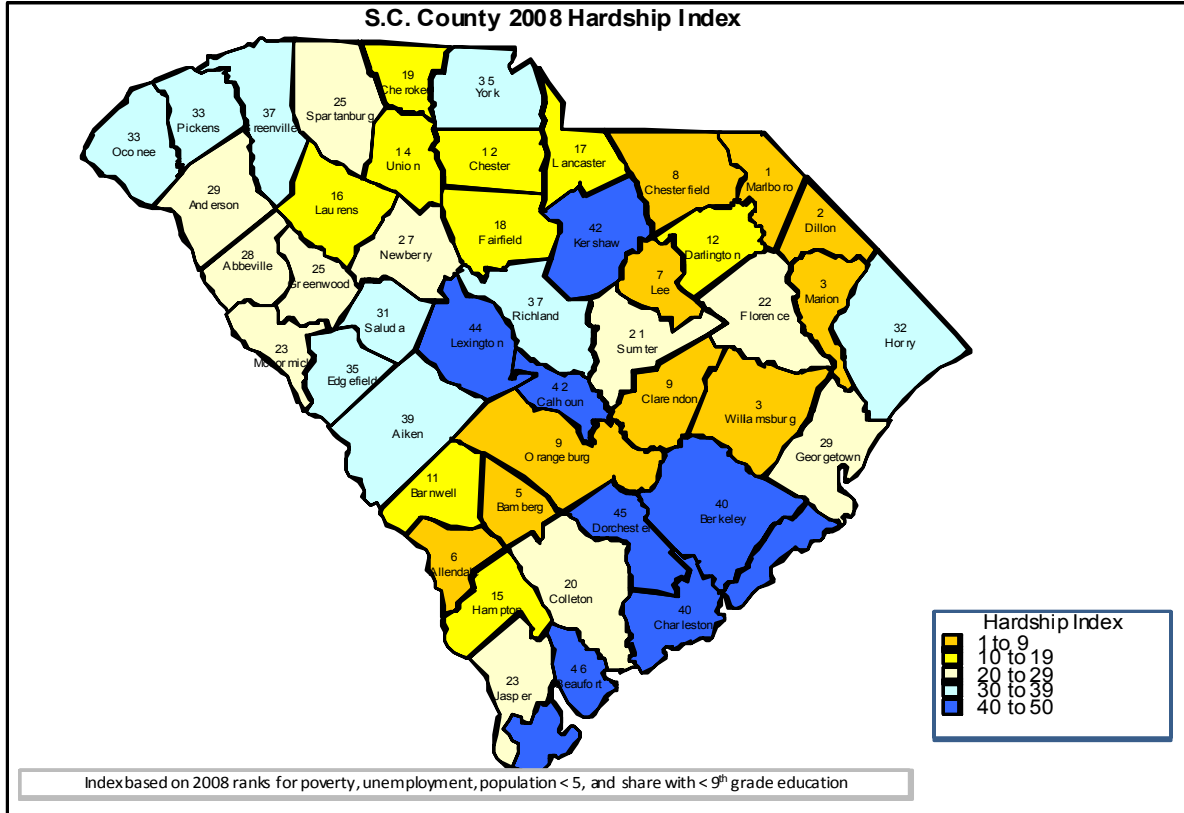 S.C. County 2008 Hardship Index
19
Cherokee
35
York
33
Pickens
37
Greenville
25
Spartanburg
33
Oconee
14
Union
12
Chester
17
Lancaster
8
Chesterfield
1
Marlboro
29
Anderson
16
Laurens
2
Dillon
18
Fairfield
42
Kershaw
12
Darlington
27
Newberry
28
Abbeville
25
Greenwood
7
Lee
3
Marion
22
Florence
31
Saluda
37
Richland
32
Horry
44
Lexington
21
Sumter
23
McCormick
35
Edgefield
42
Calhoun
9
Clarendon
3
Williamsburg
39
Aiken
9
Orangeburg
29
Georgetown
11
Barnwell
5
Bamberg
40
Berkeley
45
Dorchester
6
Allendale
20
Colleton
15
Hampton
40
Charleston
46
Beaufort
23
Jasper
Hardship Index
1 to 9
10 to 19
20 to 29
30 to 39
40 to 50
Index based on 2008 ranks for poverty, unemployment, population < 5, and share with < 9th grade education